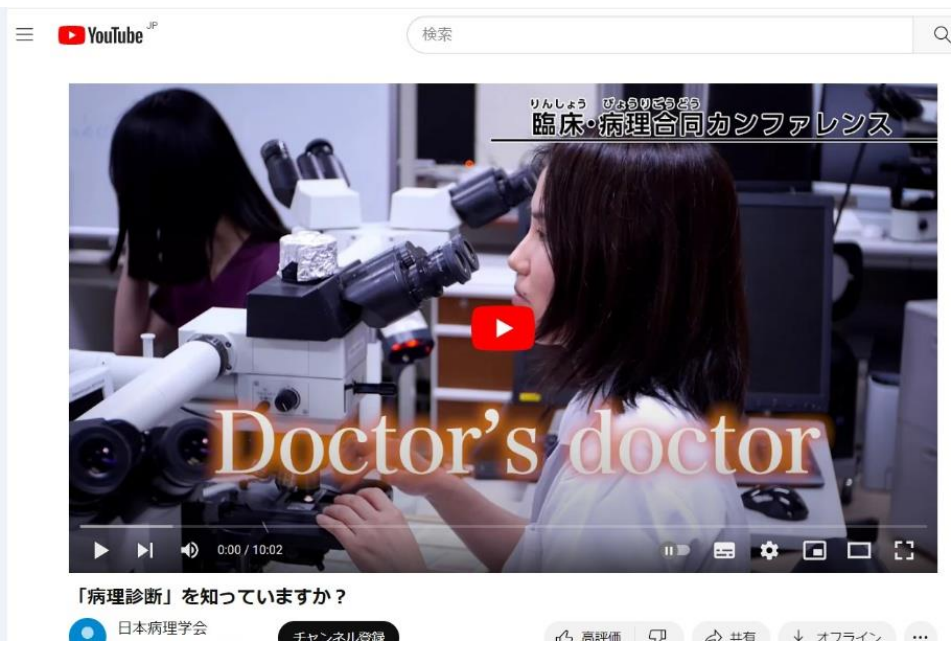 YouTube JP
検索
りんしょう びょうりごうどう
臨床・病理合同カンファレンス
Doctor's doctor
0:00 / 10:02
「病理診断」を知っていますか？
日本病理学会
チャンネル登録
高評価
共有
オフライン